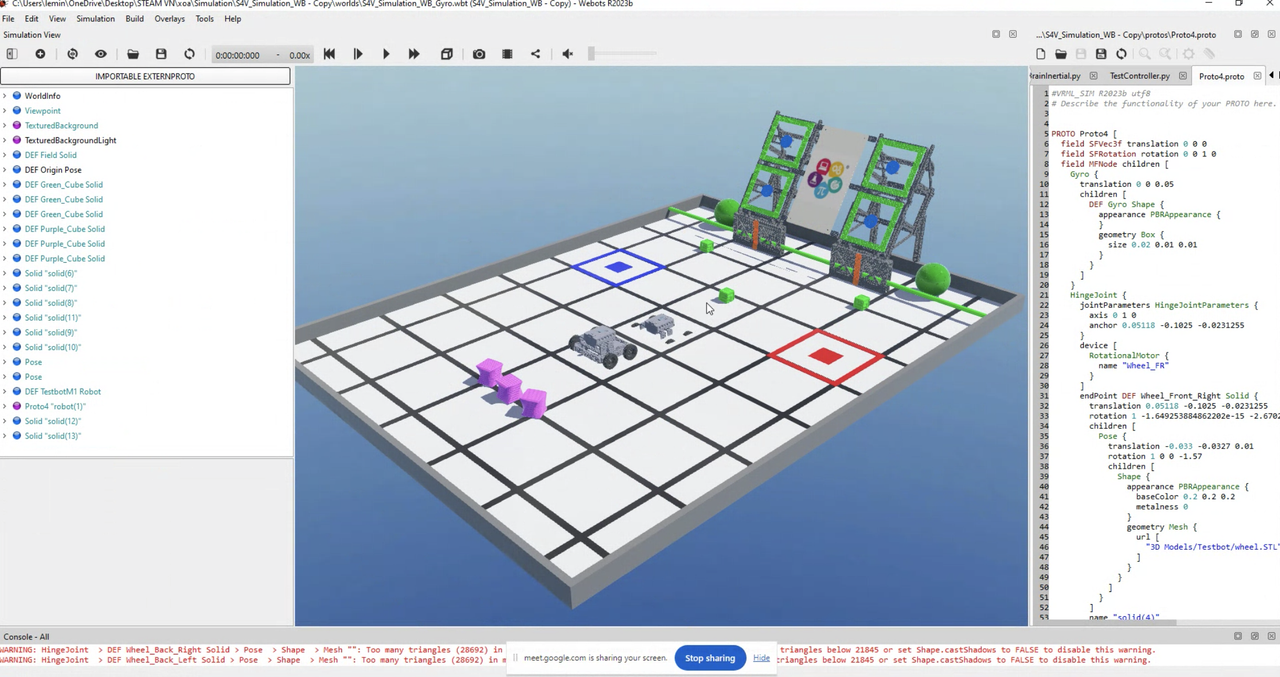 C:\Users\lemin\OneDrive\Desktop\STEAM VN\xoa\Simulation\S4V_Simulation_WB - Copy\worlds\S4V_Simulation_WB_Gyro.wbt (S4V_Simulation_WB - Copy) - Webots R2023b
File Edit View Simulation Build Overlays Tools Help
Simulation View
...\S4V_Simulation_WB - Copy\protos\Proto4.proto
0:00:00:000 - 0.00x
IMPORTABLE EXTERNPROTO
rainInertial.py TestController.py Proto4.proto
WorldInfo
Viewpoint
TexturedBackground
TexturedBackgroundLight
DEF Field Solid
DEF Origin Pose
DEF Green_Cube Solid
DEF Green_Cube Solid
DEF Green_Cube Solid
DEF Purple_Cube Solid
DEF Purple_Cube Solid
DEF Purple_Cube Solid
Solid "solid(6)"
Solid "solid(7)"
Solid "solid(8)"
Solid "solid(11)"
Solid "solid(9)"
Solid "solid(10)"
Pose
Pose
DEF TestbotM1 Robot
Proto4 "robot(1)"
Solid "solid(12)"
Solid "solid(13)"
1 #VRML_SIM R2023b utf8
2 # Describe the functionality of your PROTO here.
3
4
5 PROTO Proto4 [
6 field SFVec3f translation 0 0 0
7 field SFRotation rotation 0 0 1 0
8 field MFNode children [
9 Gyro {
10 translation 0 0 0.05
11 children [
12 DEF Gyro Shape {
13 appearance PBRAppearance {
14 }
15 geometry Box {
16 size 0.02 0.01 0.01
17 }
18 }
19 ]
20 }
21 HingeJoint {
22 jointParameters HingeJointParameters {
23 axis 0 1 0
24 anchor 0.05118 -0.1025 -0.0231255
25 }
26 device [
27 RotationalMotor {
28 name "Wheel_FR"
29 }
30 ]
31 endPoint DEF Wheel_Front_Right Solid {
32 translation 0.05118 -0.1025 -0.0231255
33 rotation 1 -1.649253884862202e-15 -2.6702
34 children [
35 Pose {
36 translation -0.033 -0.0327 0.01
37 rotation 1 0 0 -1.57
38 children [
39 Shape {
40 appearance PBRAppearance {
41 baseColor 0.2 0.2 0.2
42 metalness 0
43 }
44 geometry Mesh {
45 url [
46 "3D Models/Testbot/wheel.STL"
47 ]
48 }
49 }
50 ]
51 }
52 ]
53 name "solid(4)"
Console - All
WARNING: HingeJoint > DEF Wheel_Back_Right Solid > Pose > Shape > Mesh "": Too many triangles (28692) in triangles below 21845 or set Shape.castShadows to FALSE to disable this warning.
WARNING: HingeJoint > DEF Wheel_Back_Left Solid > Pose > Shape > Mesh "": Too many triangles (28692) in m triangles below 21845 or set Shape.castShadows to FALSE to disable this warning.
meet.google.com is sharing your screen. Stop sharing Hide